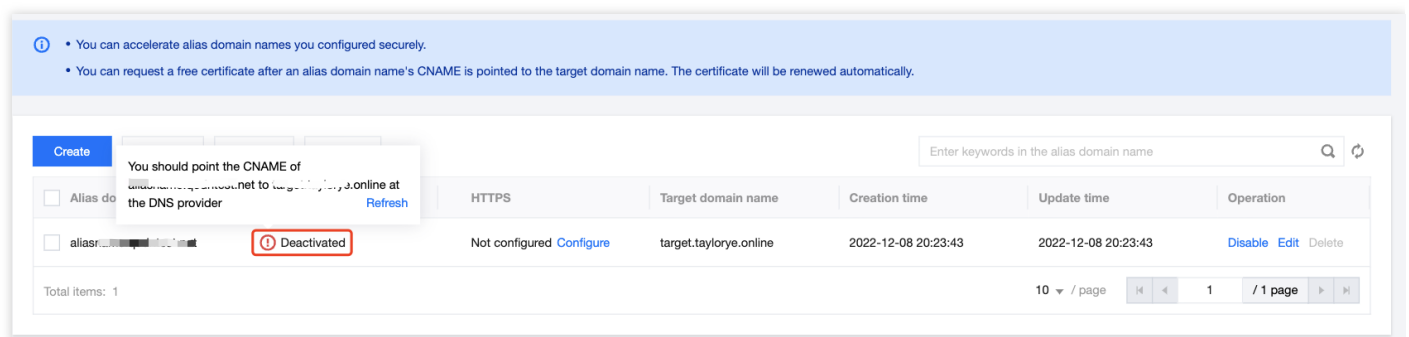 • You can accelerate alias domain names you configured securely.
• You can request a free certificate after an alias domain name's CNAME is pointed to the target domain name. The certificate will be renewed automatically.
Create
Enter keywords in the alias domain name
You should point the CNAME of
.net to
.online at
the DNS provider Refresh
Alias do HTTPS Target domain name Creation time Update time Operation
Deactivated Not configured Configure target.taylorye.online 2022-12-08 20:23:43 2022-12-08 20:23:43 Disable Edit Delete
Total items: 1 10 / page 1 / 1 page